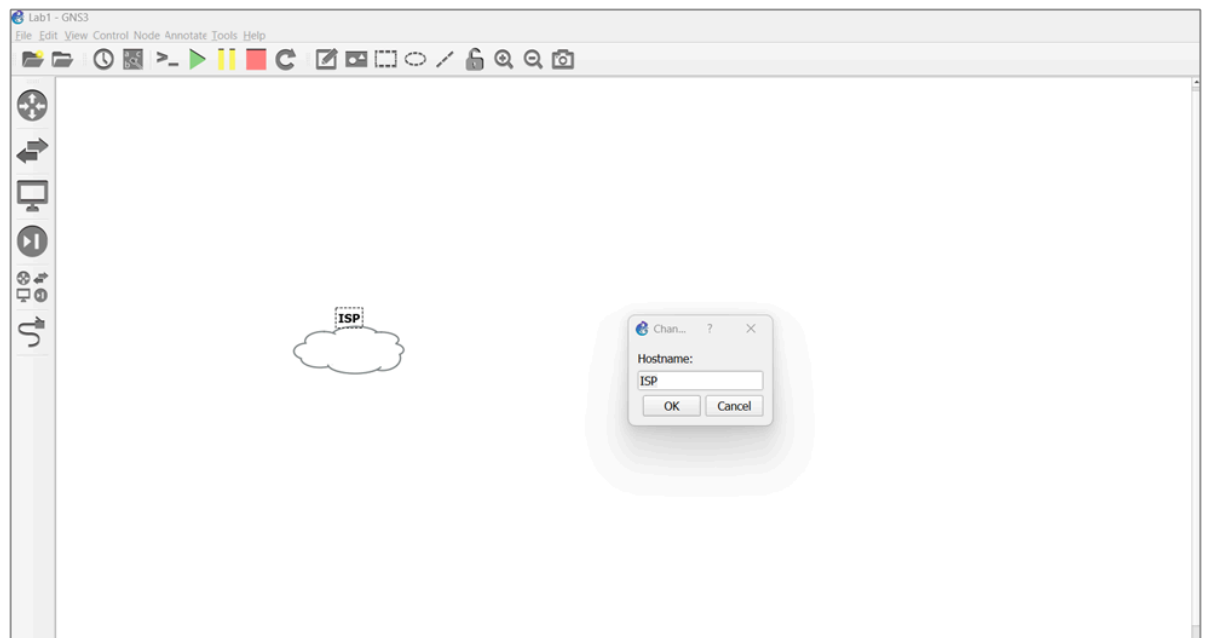 Lab1 - GNS3
File Edit View Control Node Annotate Tools Help
ISP
Chan... ? ×
Hostname:
ISP
OK Cancel